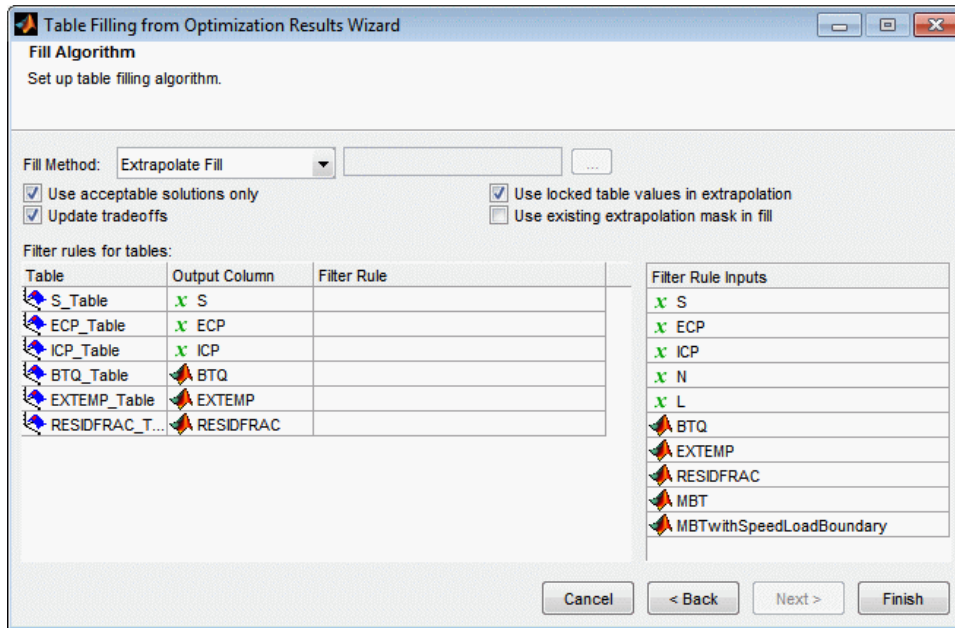 Table Filling from Optimization Results Wizard
Fill Algorithm
Set up table filling algorithm.
Fill Method: Extrapolate Fill ...
Use acceptable solutions only
Use locked table values in extrapolation
Update tradeoffs
Use existing extrapolation mask in fill
Filter rules for tables:
Table Output Column Filter Rule
S_Table x S
ECP_Table x ECP
ICP_Table x ICP
BTQ_Table BTQ
EXTEMP_Table EXTEMP
RESIDFRAC_T... RESIDFRAC
Filter Rule Inputs
x S
x ECP
x ICP
x N
x L
BTQ
EXTEMP
RESIDFRAC
MBT
MBTwithSpeedLoadBoundary
Cancel < Back Next > Finish